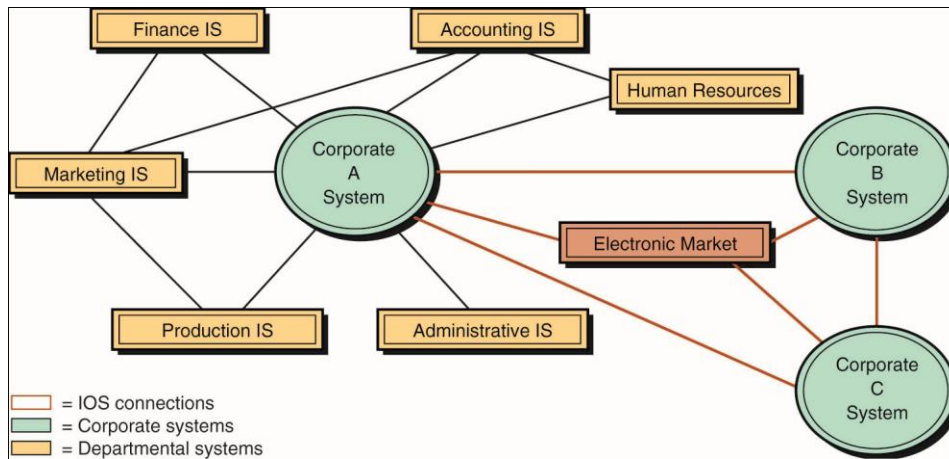 Finance IS
Accounting IS
Human Resources
Marketing IS
Corporate
A
System
Corporate
B
System
Electronic Market
Production IS
Administrative IS
Corporate
C
System
= IOS connections
= Corporate systems
= Departmental systems